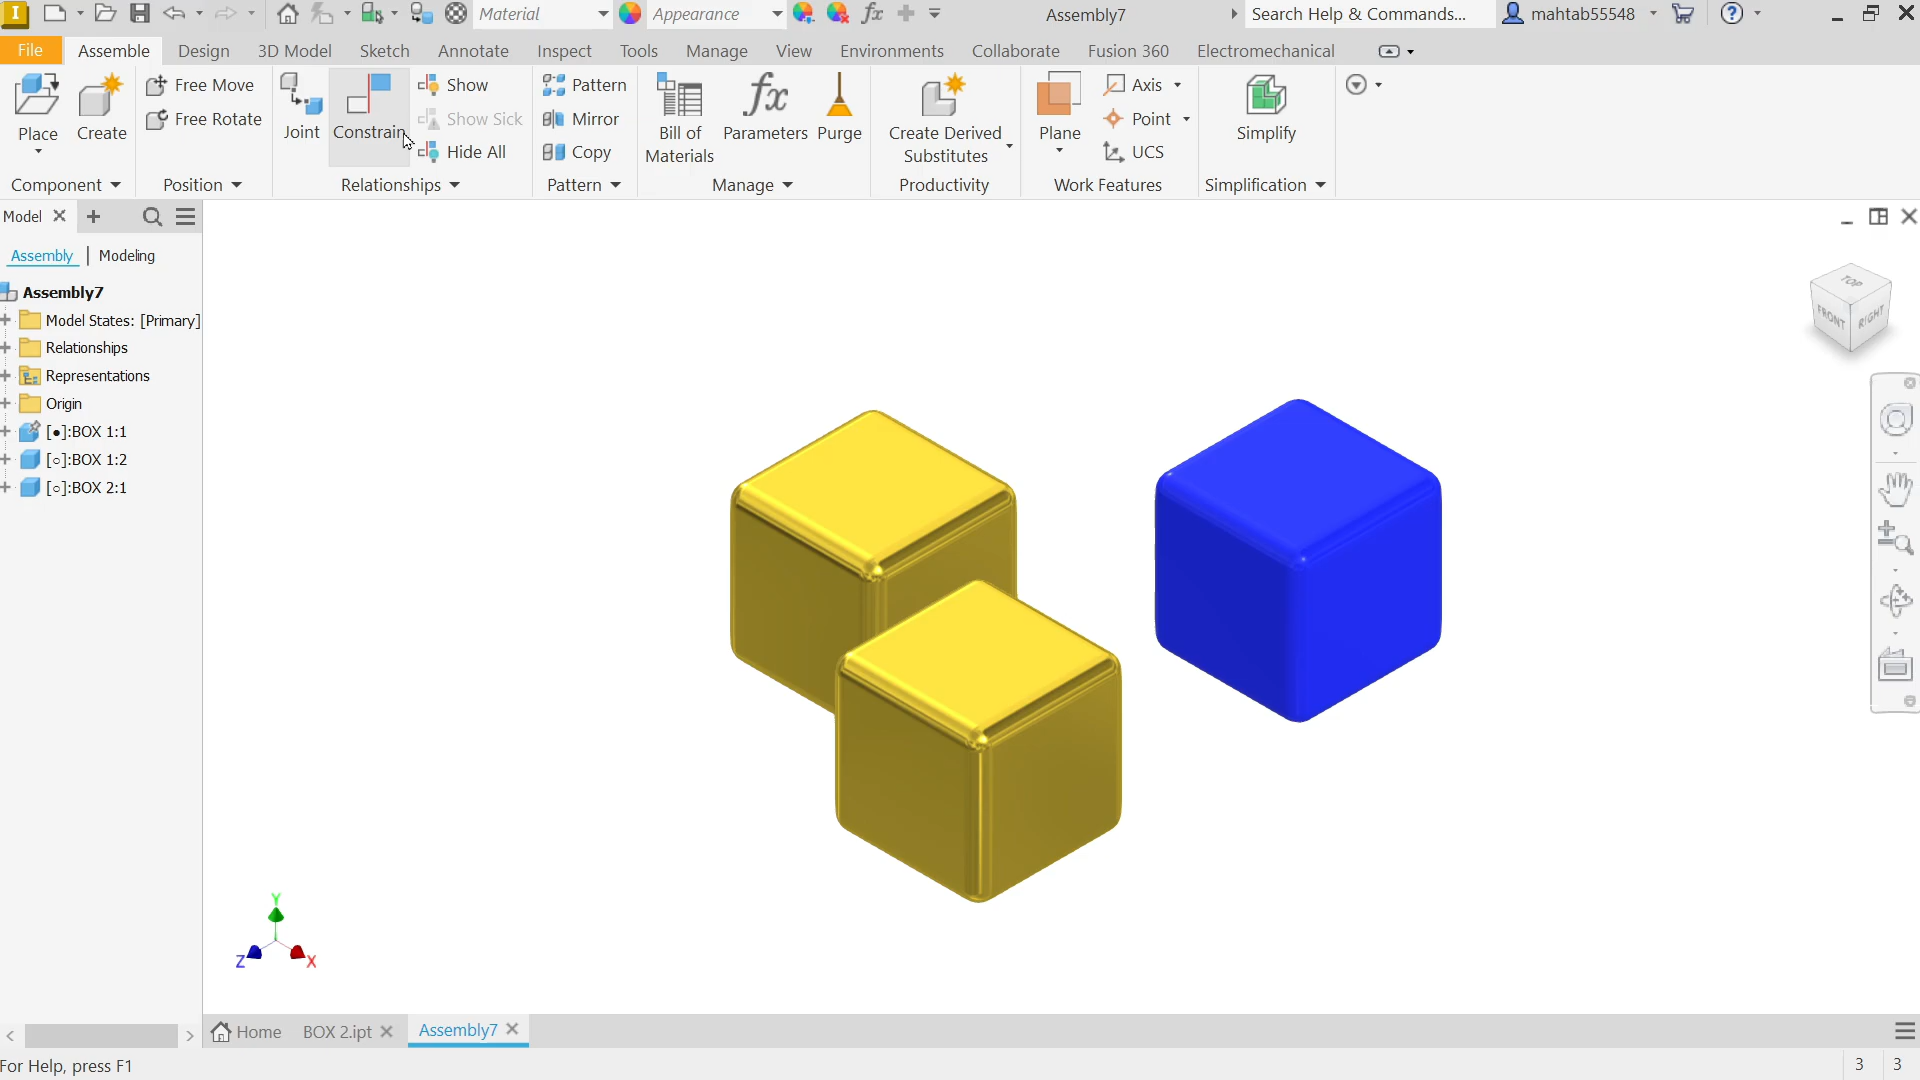 Material
Appearance
Assembly7
Search Help & Commands...
mahtab55548
File
Assemble
Design
3D Model
Sketch
Annotate
Inspect
Tools
Manage
View
Environments
Collaborate
Fusion 360
Electromechanical
Place
Create
Free Move
Free Rotate
Joint
Constrain
Show
Show Sick
Hide All
Pattern
Mirror
Copy
Bill of
Materials
Parameters
Purge
Create Derived
Substitutes
Plane
Axis
Point
UCS
Simplify
Component
Position
Relationships
Pattern
Manage
Productivity
Work Features
Simplification
Model
Assembly
Modeling
Assembly7
Model States: [Primary]
Relationships
Representations
Origin
[●]:BOX 1:1
[○]:BOX 1:2
[○]:BOX 2:1
TOP
FRONT
RIGHT
Y
Z
X
Home
BOX 2.ipt
Assembly7
For Help, press F1
3
3